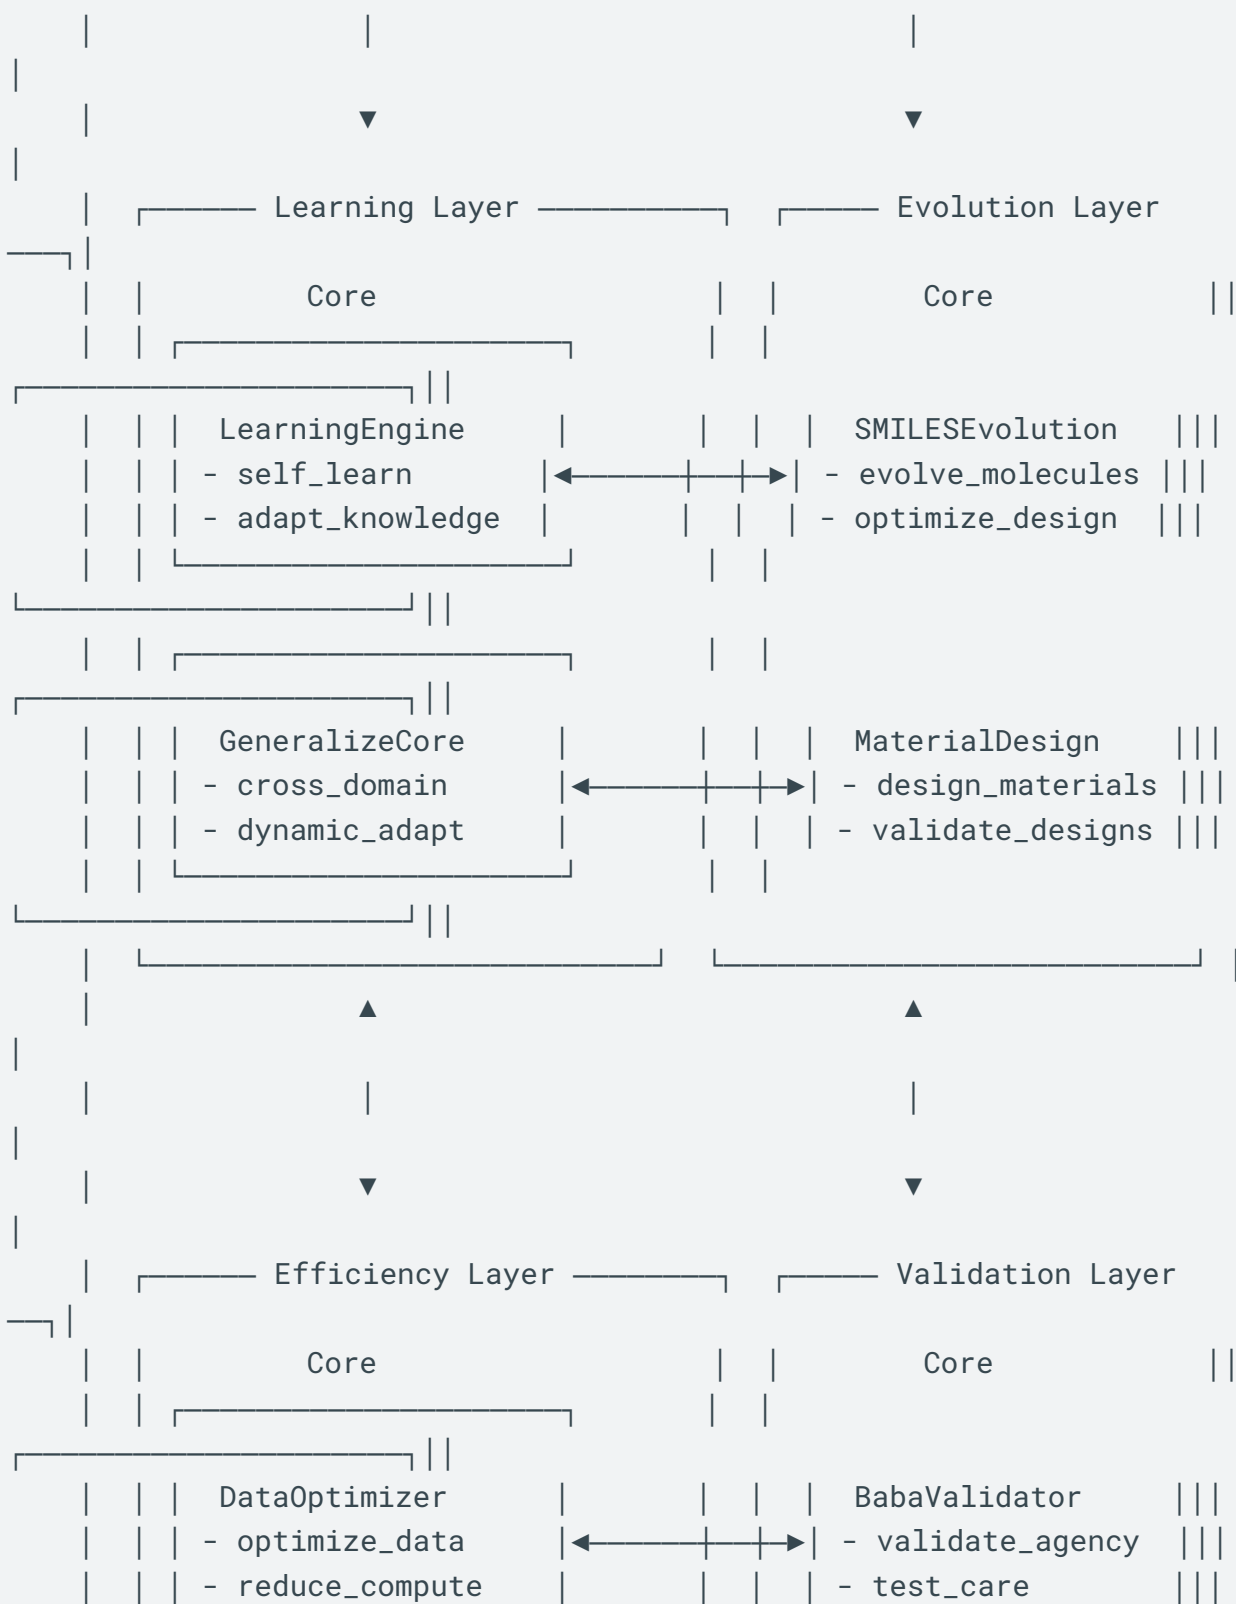 Learning Layer Evolution Layer
Core Core
LearningEngine SMILESEvolution
- self_learn - evolve_molecules
- adapt_knowledge - optimize_design
GeneralizeCore MaterialDesign
- cross_domain - design_materials
- dynamic_adapt - validate_designs
Efficiency Layer Validation Layer
Core Core
DataOptimizer BabaValidator
- optimize_data - validate_agency
- reduce_compute - test_care